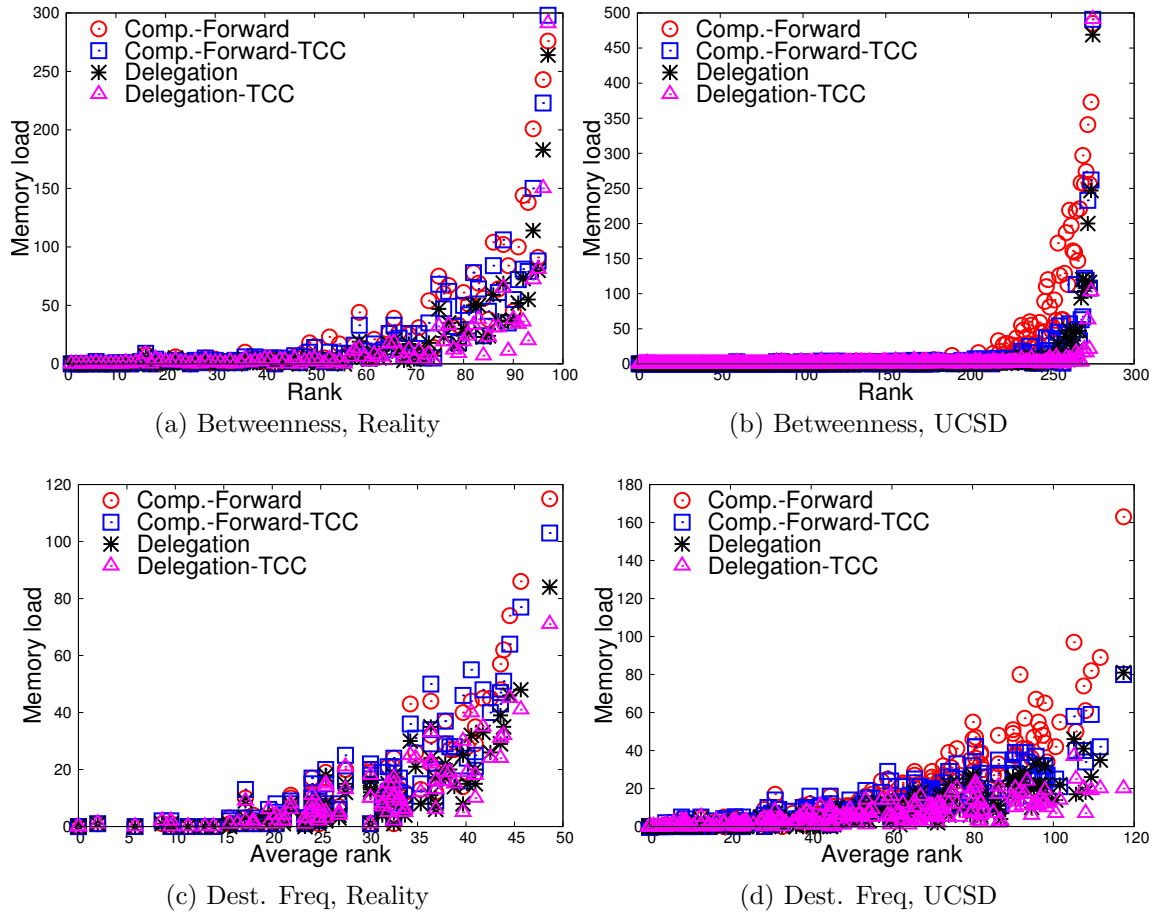 300
250
200
150
100
50
0
Memory load
Comp.-Forward
Comp.-Forward-TCC
Delegation
Delegation-TCC
0 10 20 30 40 50 60 70 80 90 100
Rank
(a) Betweenness, Reality
500
450
400
350
300
250
200
150
100
50
0
Memory load
Comp.-Forward
Comp.-Forward-TCC
Delegation
Delegation-TCC
0 50 100 150 200 250 300
Rank
(b) Betweenness, UCSD
120
100
80
60
40
20
0
Memory load
Comp.-Forward
Comp.-Forward-TCC
Delegation
Delegation-TCC
0 5 10 15 20 25 30 35 40 45 50
Average rank
(c) Dest. Freq, Reality
180
160
140
120
100
80
60
40
20
0
Memory load
Comp.-Forward
Comp.-Forward-TCC
Delegation
Delegation-TCC
0 20 40 60 80 100 120
Average rank
(d) Dest. Freq, UCSD